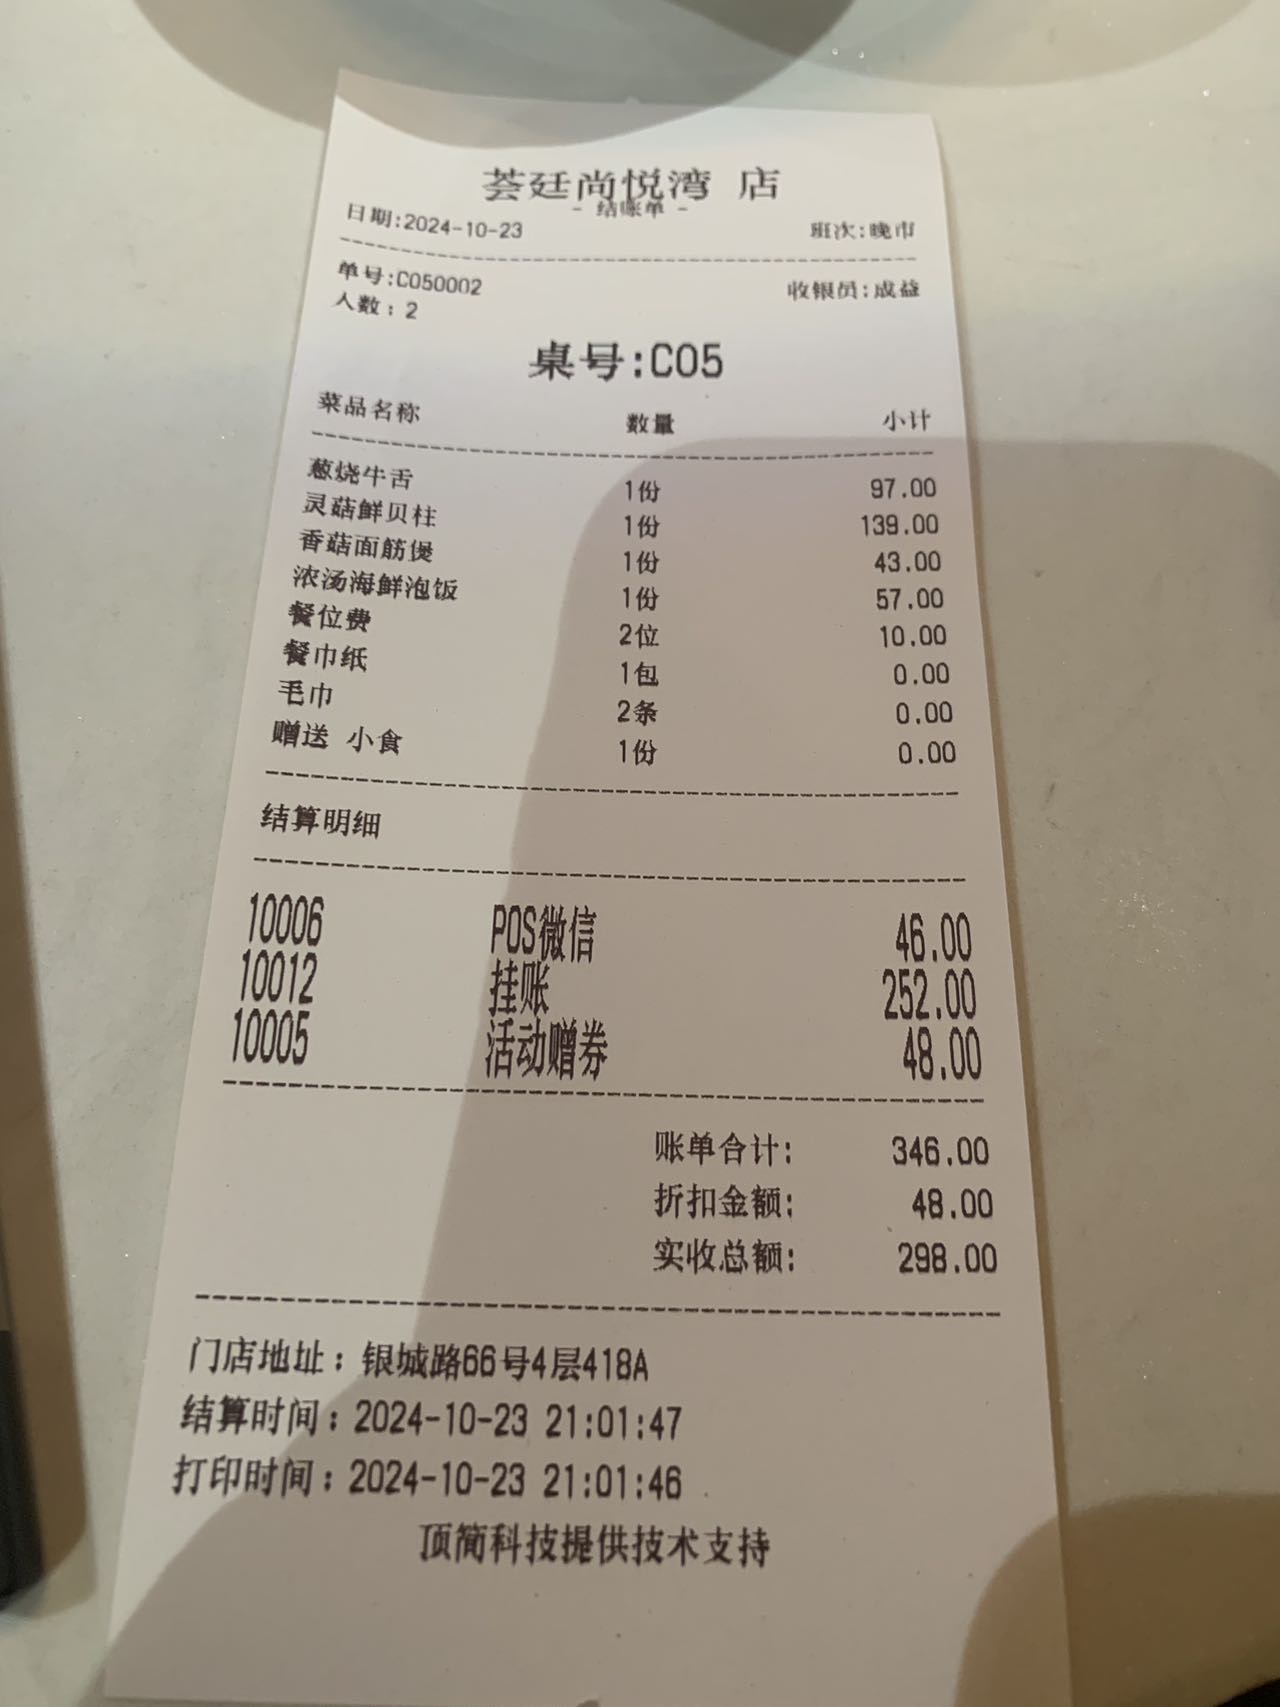 荟廷尚悦湾 店
- 结账单 -
日期:2024-10-23 班次:晚市
单号:C050002 收银员:成益
人数：2
桌号:C05
菜品名称 数量 小计
葱烧牛舌 1份 97.00
灵菇鲜贝柱 1份 139.00
香菇面筋煲 1份 43.00
浓汤海鲜泡饭 1份 57.00
餐位费 2位 10.00
餐巾纸 1包 0.00
毛巾 2条 0.00
赠送 小食 1份 0.00
结算明细
10006 POS微信 46.00
10012 挂账 252.00
10005 活动赠券 48.00
账单合计: 346.00
折扣金额: 48.00
实收总额: 298.00
门店地址：银城路66号4层418A
结算时间：2024-10-23 21:01:47
打印时间：2024-10-23 21:01:46
顶简科技提供技术支持